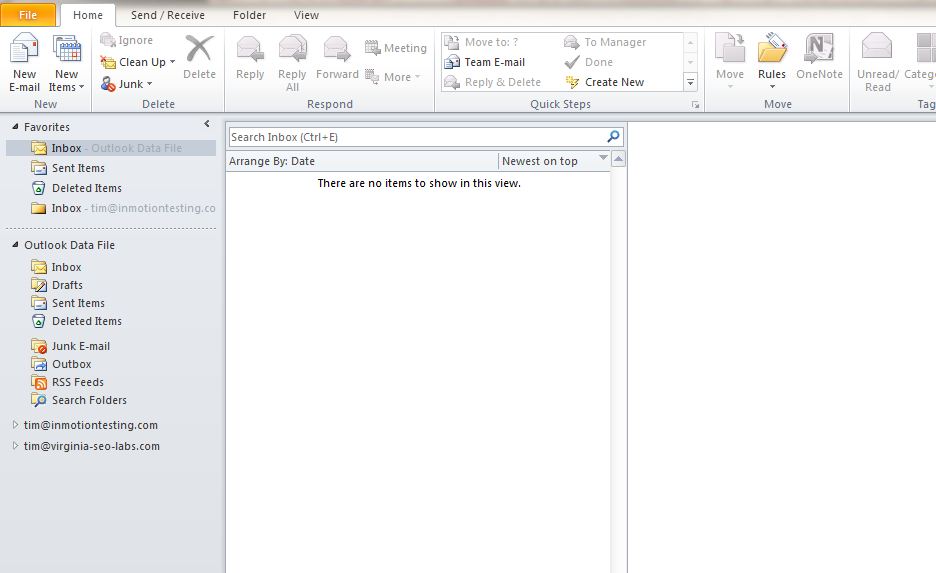 File Home Send / Receive Folder View
New E-mail
New Items
Ignore
Clean Up
Junk
Delete
Reply
Reply All
Forward
Meeting
More
Move to: ?
Team E-mail
Reply & Delete
To Manager
Done
Create New
Move
Rules
OneNote
Unread/ Read
Catego
New Delete Respond Quick Steps Move Tag
Favorites
Inbox - Outlook Data File
Sent Items
Deleted Items
Inbox - tim@inmotiontesting.co
Outlook Data File
Inbox
Drafts
Sent Items
Deleted Items
Junk E-mail
Outbox
RSS Feeds
Search Folders
tim@inmotiontesting.com
tim@virginia-seo-labs.com
Search Inbox (Ctrl+E)
Arrange By: Date Newest on top
There are no items to show in this view.